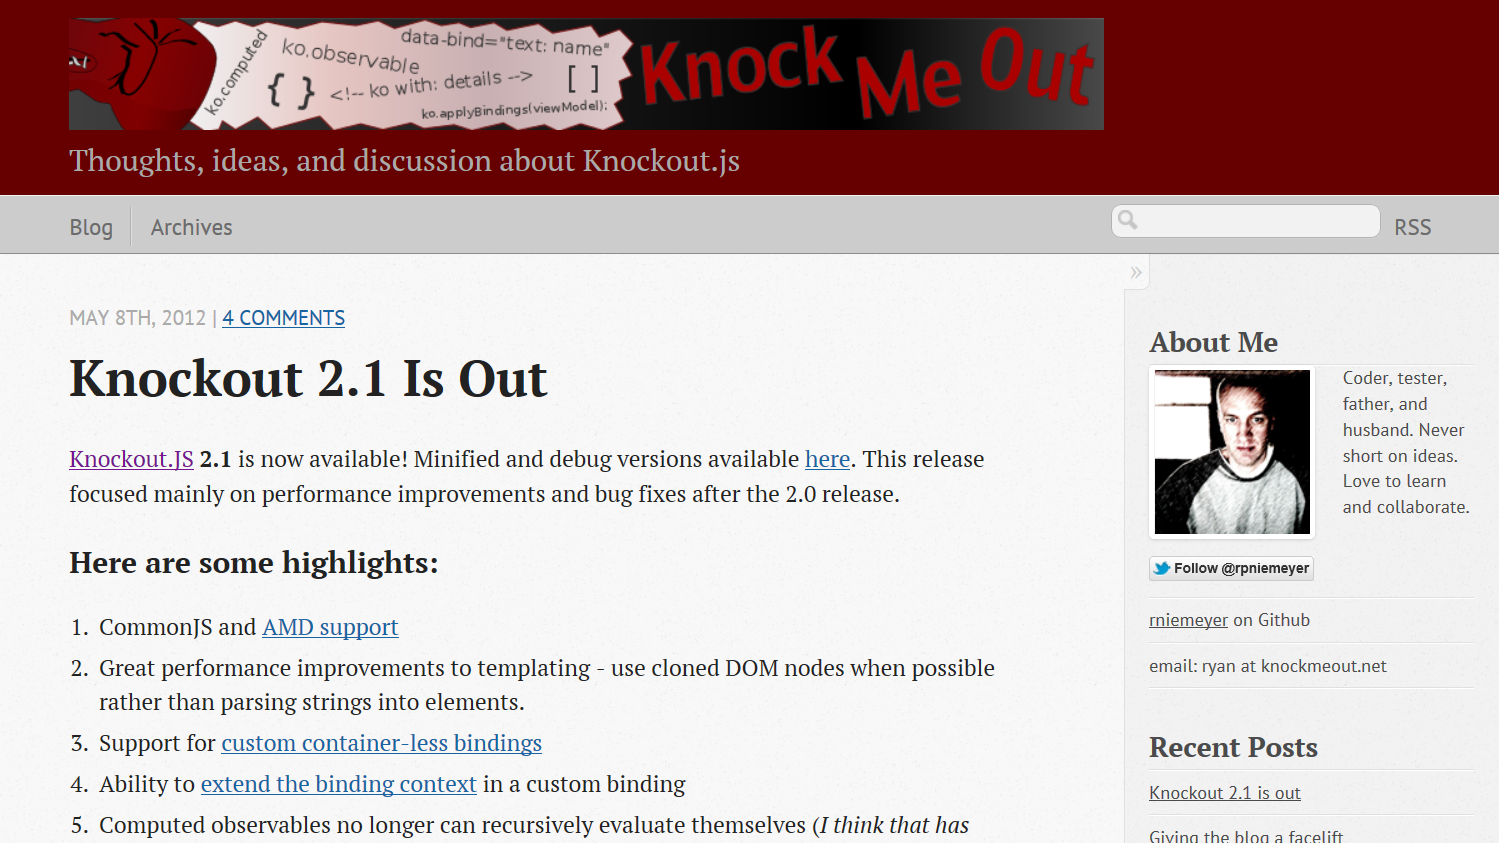 ko.computed
ko.observable
data-bind="text: name"
{ }
<!-- ko with: details -->
[ ]
ko.applyBindings(viewModel);
Knock Me Out
Thoughts, ideas, and discussion about Knockout.js
Blog
Archives
RSS
»
MAY 8TH, 2012 | 4 COMMENTS
Knockout 2.1 Is Out
Knockout.JS 2.1 is now available! Minified and debug versions available here. This release
focused mainly on performance improvements and bug fixes after the 2.0 release.
Here are some highlights:
1. CommonJS and AMD support
2. Great performance improvements to templating - use cloned DOM nodes when possible
rather than parsing strings into elements.
3. Support for custom container-less bindings
4. Ability to extend the binding context in a custom binding
5. Computed observables no longer can recursively evaluate themselves (I think that has
About Me
Coder, tester,
father, and
husband. Never
short on ideas.
Love to learn
and collaborate.
Follow @rpniemeyer
rniemeyer on Github
email: ryan at knockmeout.net
Recent Posts
Knockout 2.1 is out
Giving the blog a facelift